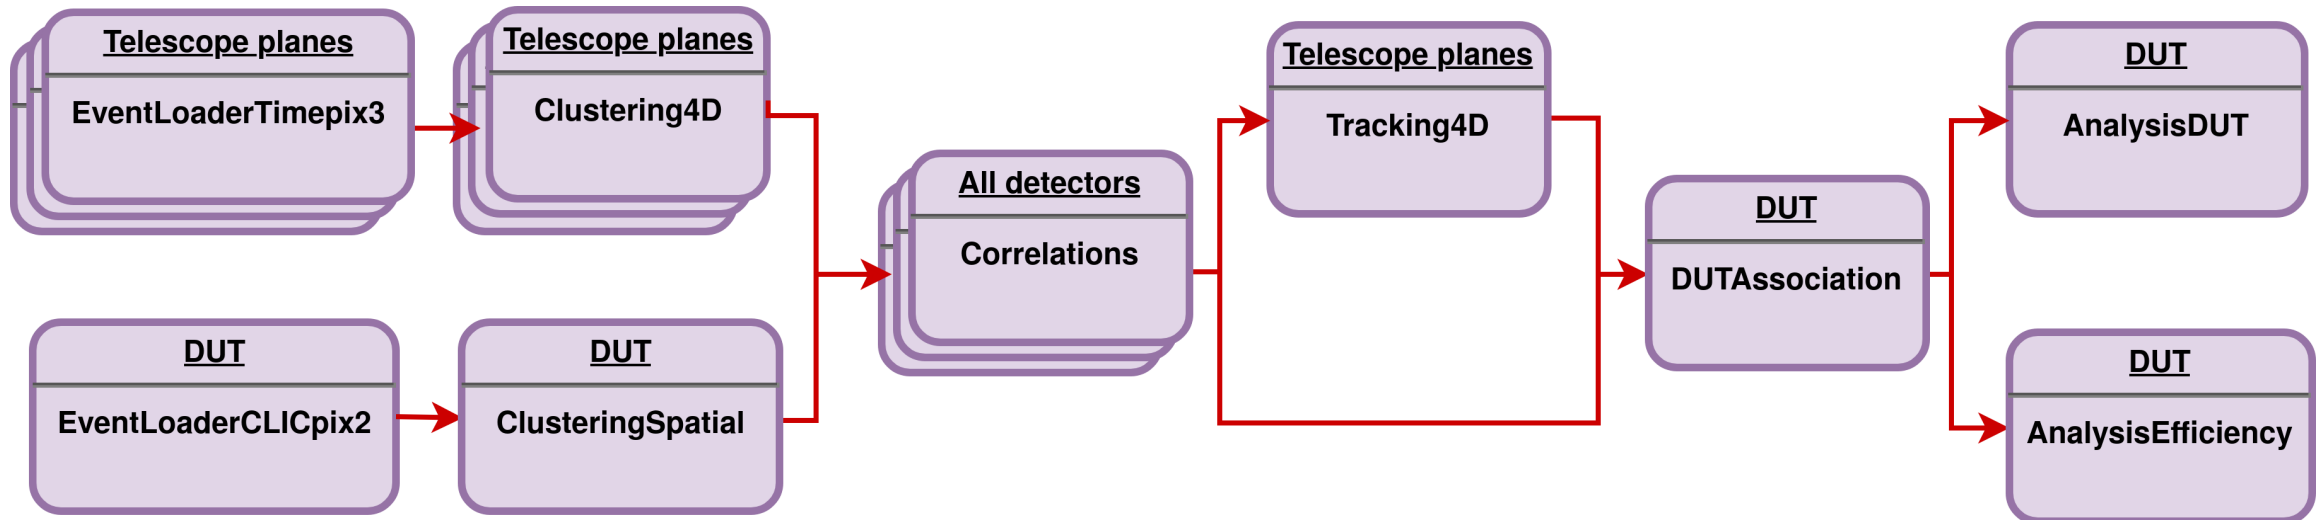 Telescope planes
EventLoaderTimepix3
Telescope planes
Clustering4D
DUT
EventLoaderCLICpix2
DUT
ClusteringSpatial
All detectors
Correlations
Telescope planes
Tracking4D
DUT
DUTAssociation
DUT
AnalysisDUT
DUT
AnalysisEfficiency